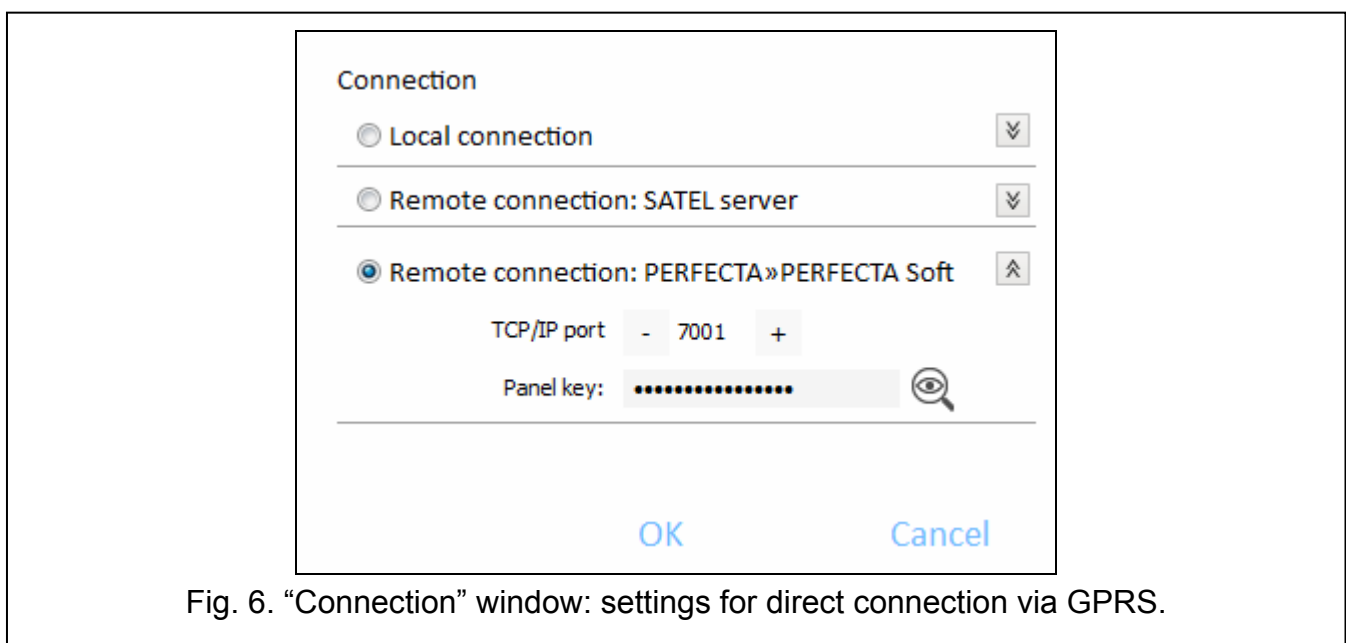 Connection
Local connection
Remote connection: SATEL server
Remote connection: PERFECTA»PERFECTA Soft
TCP/IP port - 7001 +
Panel key: ••••••••••••••••
OK Cancel
Fig. 6. “Connection” window: settings for direct connection via GPRS.